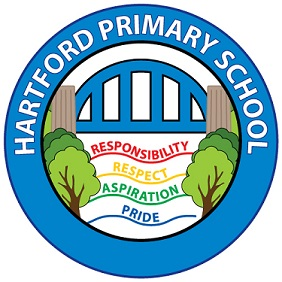 HARTFORD PRIMARY SCHOOL
RESPONSIBILITY
RESPECT
ASPIRATION
PRIDE